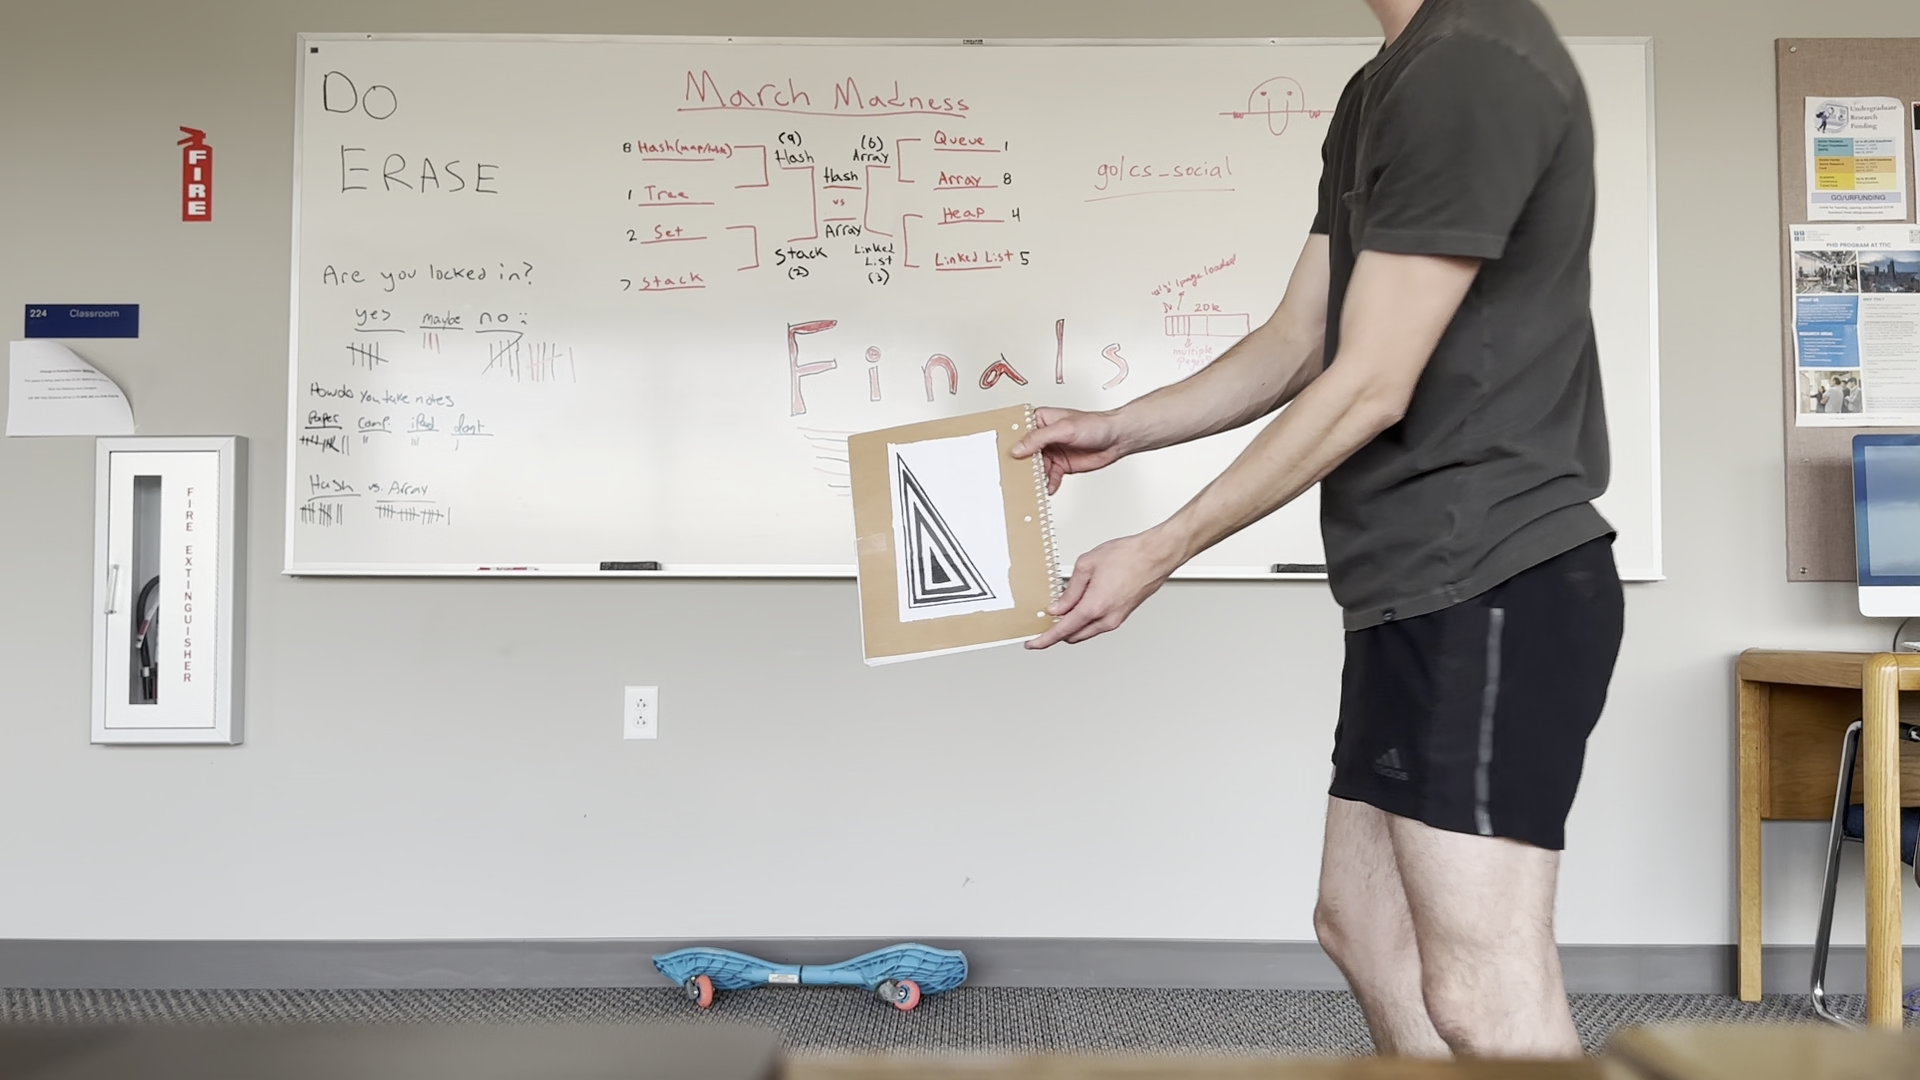 DO
ERASE
March Madness
8 Hash(map/table)
1 Tree
2 Set
7 Stack
(9)
Hash
Stack
(2)
Hash
vs
Array
(6)
Array
Linked
List
(3)
Queue 1
Array 8
Heap 4
Linked List 5
go/cs_social
Are you locked in?
yes maybe no :
How do you take notes
Paper comp. iPad dont
Hash vs. Array
Finals
page loaded
20k
multiple
pages?
FIRE
224 Classroom
FIRE EXTINGUISHER
Undergraduate
Research
Funding
GO/URFUNDING
PHD PROGRAM AT TTIC
adidas